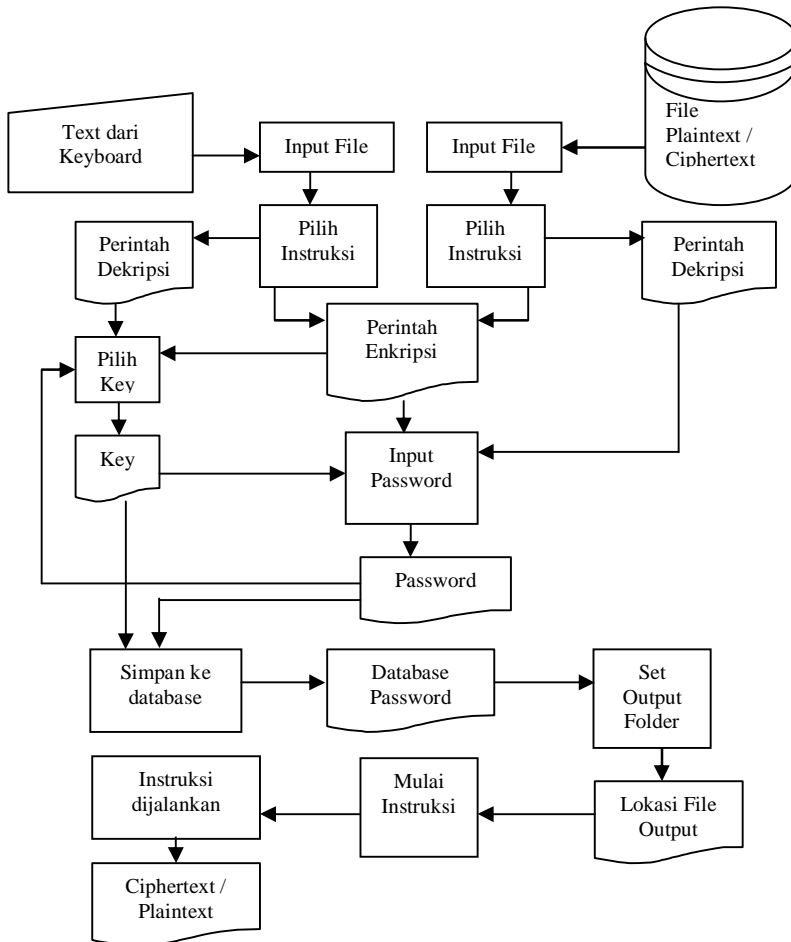 Text dari
Keyboard
Input File
Input File
File
Plaintext /
Ciphertext
Perintah
Dekripsi
Pilih
Instruksi
Pilih
Instruksi
Perintah
Dekripsi
Pilih
Key
Perintah
Enkripsi
Key
Input
Password
Password
Simpan ke
database
Database
Password
Set
Output
Folder
Instruksi
dijalankan
Mulai
Instruksi
Lokasi File
Output
Ciphertext /
Plaintext